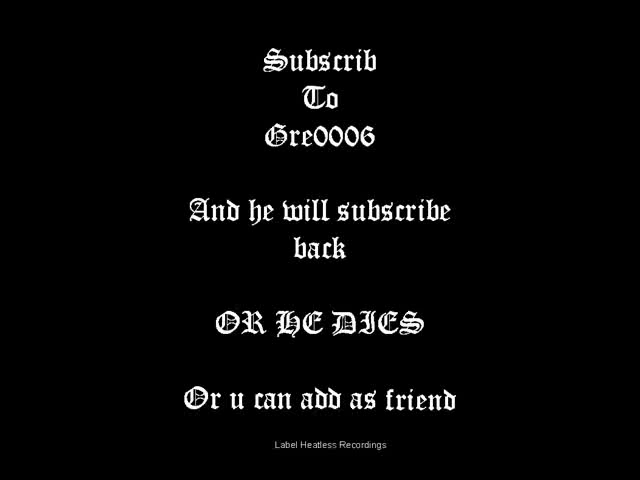 Subscrib
To
Gre0006
And he will subscribe
back
OR HE DIES
Or u can add as friend
Label Heatless Recordings